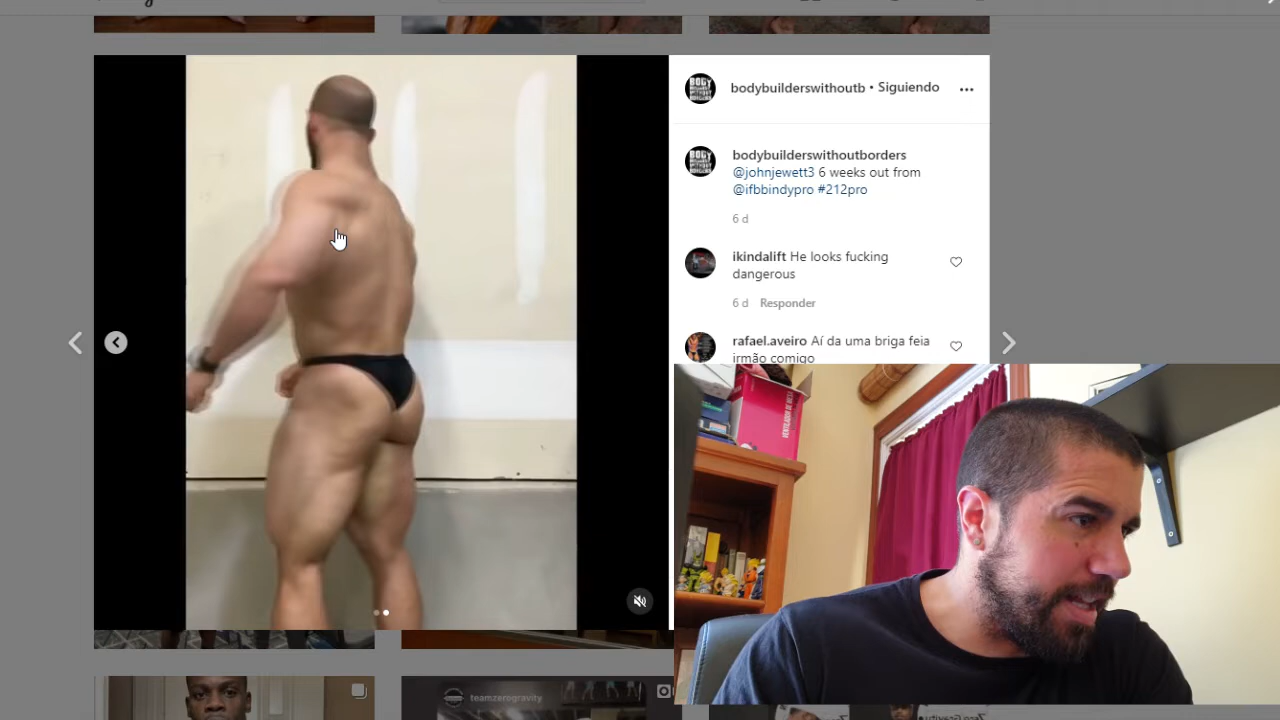 bodybuilderswithoutb • Siguiendo
bodybuilderswithoutborders
@johnjewett3 6 weeks out from
@ifbbindypro #212pro
6 d
ikindalift He looks fucking
dangerous
6 d Responder
rafael.aveiro Aí da uma briga feia
irmão comigo
teamzerogravity